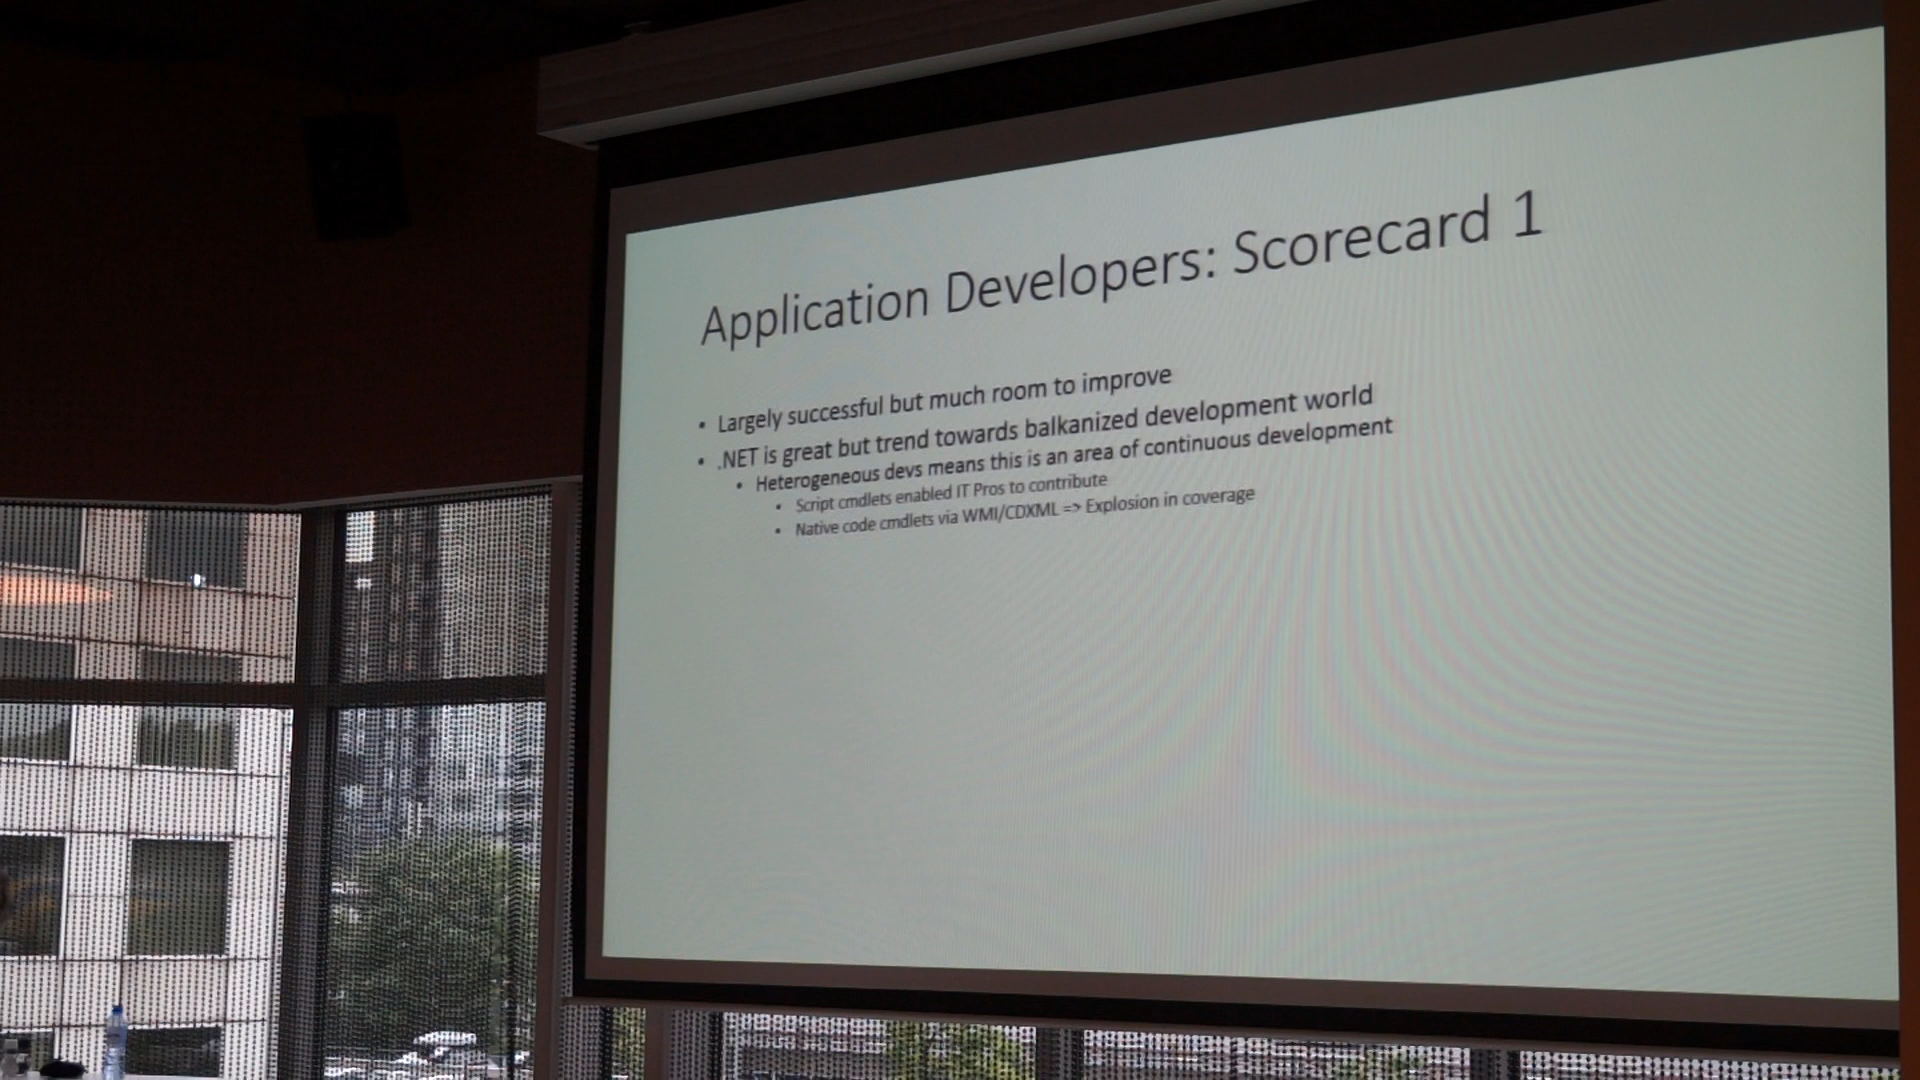 Application Developers: Scorecard 1
• Largely successful but much room to improve
• .NET is great but trend towards balkanized development world
• Heterogeneous devs means this is an area of continuous development
• Script cmdlets enabled IT Pros to contribute
• Native code cmdlets via WMI/CDXML => Explosion in coverage